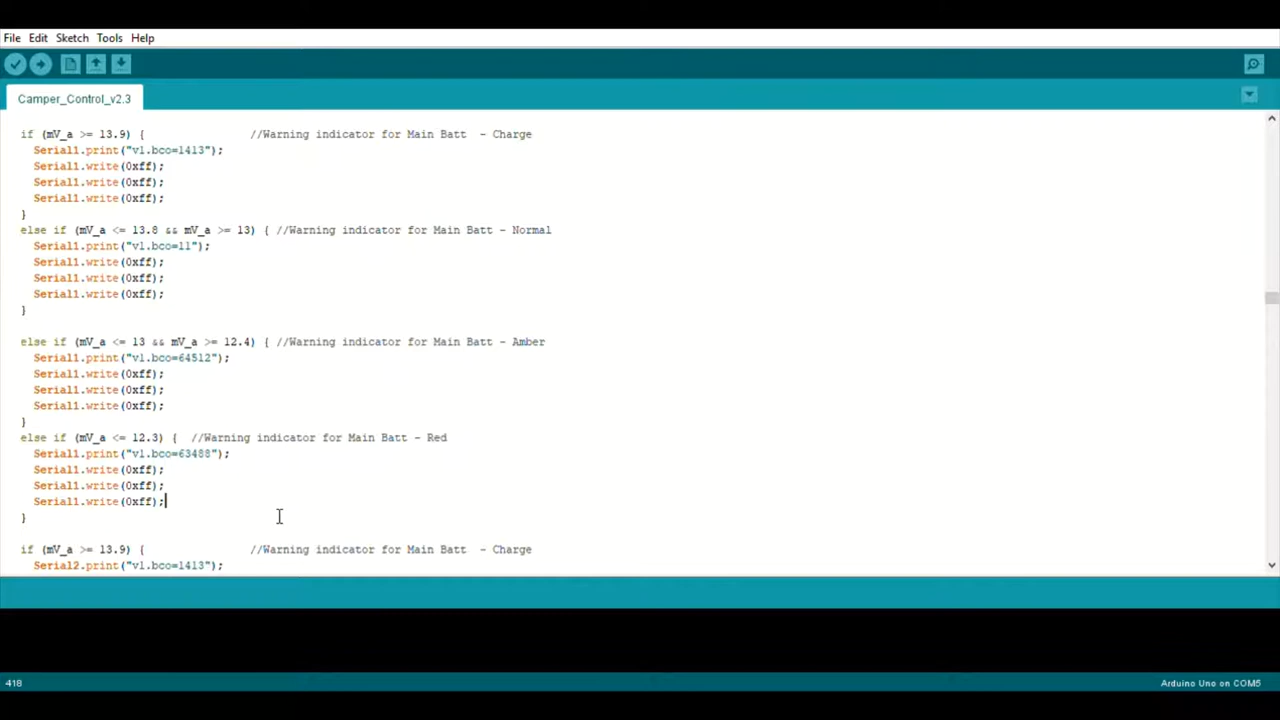 File Edit Sketch Tools Help
Camper_Control_v2.3
if (mV_a >= 13.9) { //Warning indicator for Main Batt - Charge
Serial1.print("v1.bco=1413");
Serial1.write(0xff);
Serial1.write(0xff);
Serial1.write(0xff);
}
else if (mV_a <= 13.8 && mV_a >= 13) { //Warning indicator for Main Batt - Normal
Serial1.print("v1.bco=11");
Serial1.write(0xff);
Serial1.write(0xff);
Serial1.write(0xff);
}
else if (mV_a <= 13 && mV_a >= 12.4) { //Warning indicator for Main Batt - Amber
Serial1.print("v1.bco=64512");
Serial1.write(0xff);
Serial1.write(0xff);
Serial1.write(0xff);
}
else if (mV_a <= 12.3) { //Warning indicator for Main Batt - Red
Serial1.print("v1.bco=63488");
Serial1.write(0xff);
Serial1.write(0xff);
Serial1.write(0xff);
}
if (mV_a >= 13.9) { //Warning indicator for Main Batt - Charge
Serial2.print("v1.bco=1413");
418 Arduino Uno on COM5